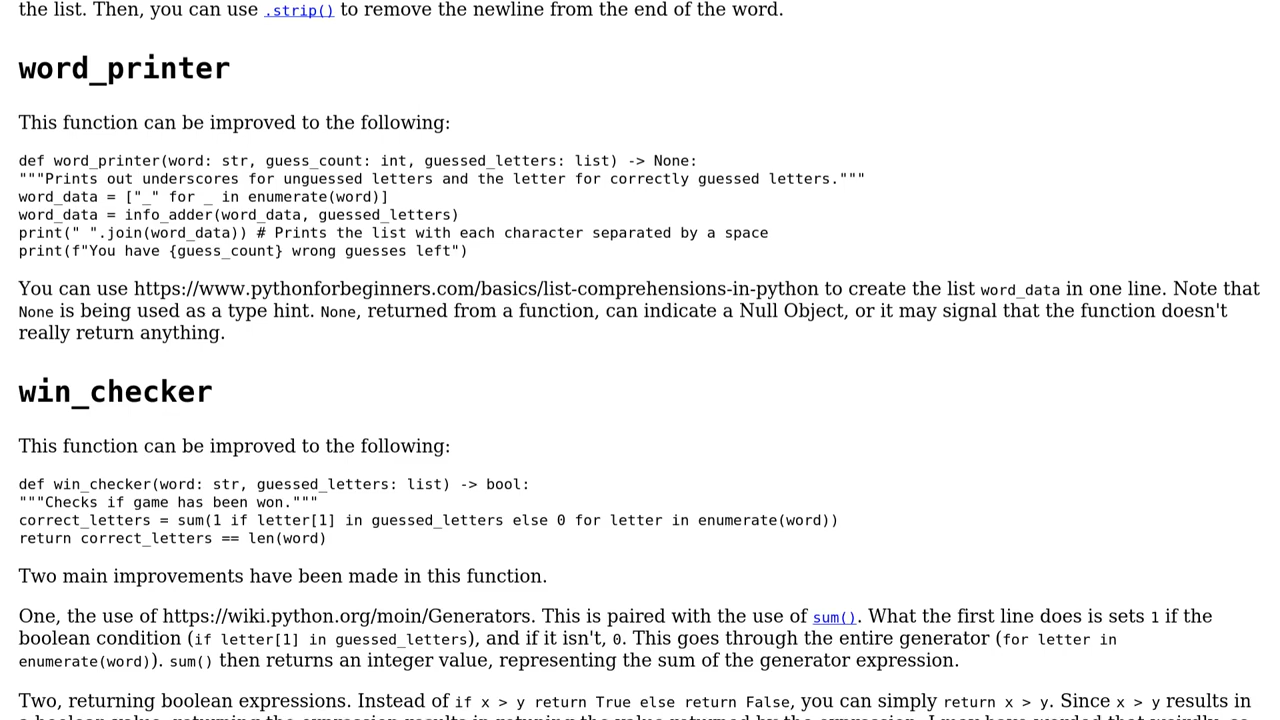 the list. Then, you can use .strip() to remove the newline from the end of the word.
word_printer
This function can be improved to the following:
def word_printer(word: str, guess_count: int, guessed_letters: list) -> None:
"""Prints out underscores for unguessed letters and the letter for correctly guessed letters."""
word_data = ["_" for _ in enumerate(word)]
word_data = info_adder(word_data, guessed_letters)
print(" ".join(word_data)) # Prints the list with each character separated by a space
print(f"You have {guess_count} wrong guesses left")
You can use https://www.pythonforbeginners.com/basics/list-comprehensions-in-python to create the list word_data in one line. Note that
None is being used as a type hint. None, returned from a function, can indicate a Null Object, or it may signal that the function doesn't
really return anything.
win_checker
This function can be improved to the following:
def win_checker(word: str, guessed_letters: list) -> bool:
"""Checks if game has been won."""
correct_letters = sum(1 if letter[1] in guessed_letters else 0 for letter in enumerate(word))
return correct_letters == len(word)
Two main improvements have been made in this function.
One, the use of https://wiki.python.org/moin/Generators. This is paired with the use of sum(). What the first line does is sets 1 if the
boolean condition (if letter[1] in guessed_letters), and if it isn't, 0. This goes through the entire generator (for letter in
enumerate(word)). sum() then returns an integer value, representing the sum of the generator expression.
Two, returning boolean expressions. Instead of if x > y return True else return False, you can simply return x > y. Since x > y results in